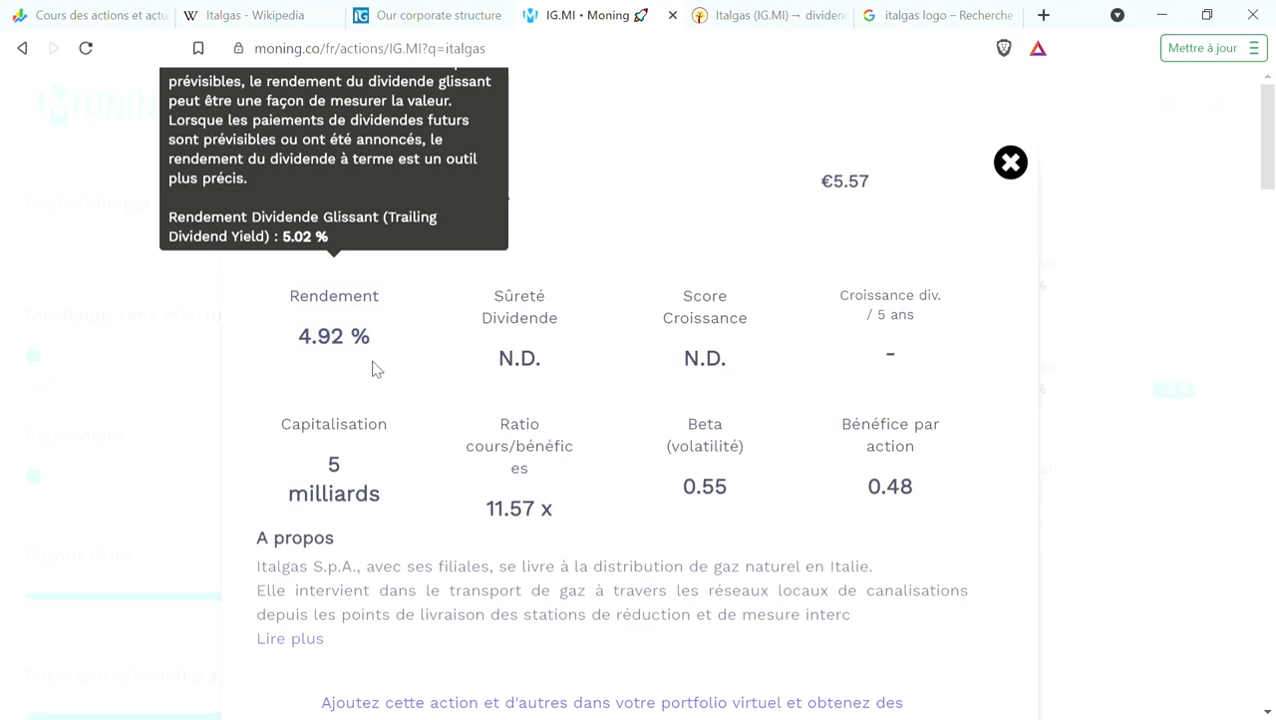 Cours des actions et actu
Italgas - Wikipedia
Our corporate structure
IG.MI • Moning 🚀
Italgas (IG.MI) → dividen
italgas logo – Recherche
moning.co/fr/actions/IG.MI?q=italgas
Mettre à jour
prévisibles, le rendement du dividende glissant
peut être une façon de mesurer la valeur.
Lorsque les paiements de dividendes futurs
sont prévisibles ou ont été annoncés, le
rendement du dividende à terme est un outil
plus précis.
Rendement Dividende Glissant (Trailing
Dividend Yield) : 5.02 %
€5.57
Rendement
4.92 %
Sûreté
Dividende
N.D.
Score
Croissance
N.D.
Croissance div.
/ 5 ans
-
Capitalisation
5
milliards
Ratio
cours/bénéfic
es
11.57 x
Beta
(volatilité)
0.55
Bénéfice par
action
0.48
A propos
Italgas S.p.A., avec ses filiales, se livre à la distribution de gaz naturel en Italie.
Elle intervient dans le transport de gaz à travers les réseaux locaux de canalisations
depuis les points de livraison des stations de réduction et de mesure interc
Lire plus
Ajoutez cette action et d'autres dans votre portfolio virtuel et obtenez des
MONING
Rendement
Payout ratio